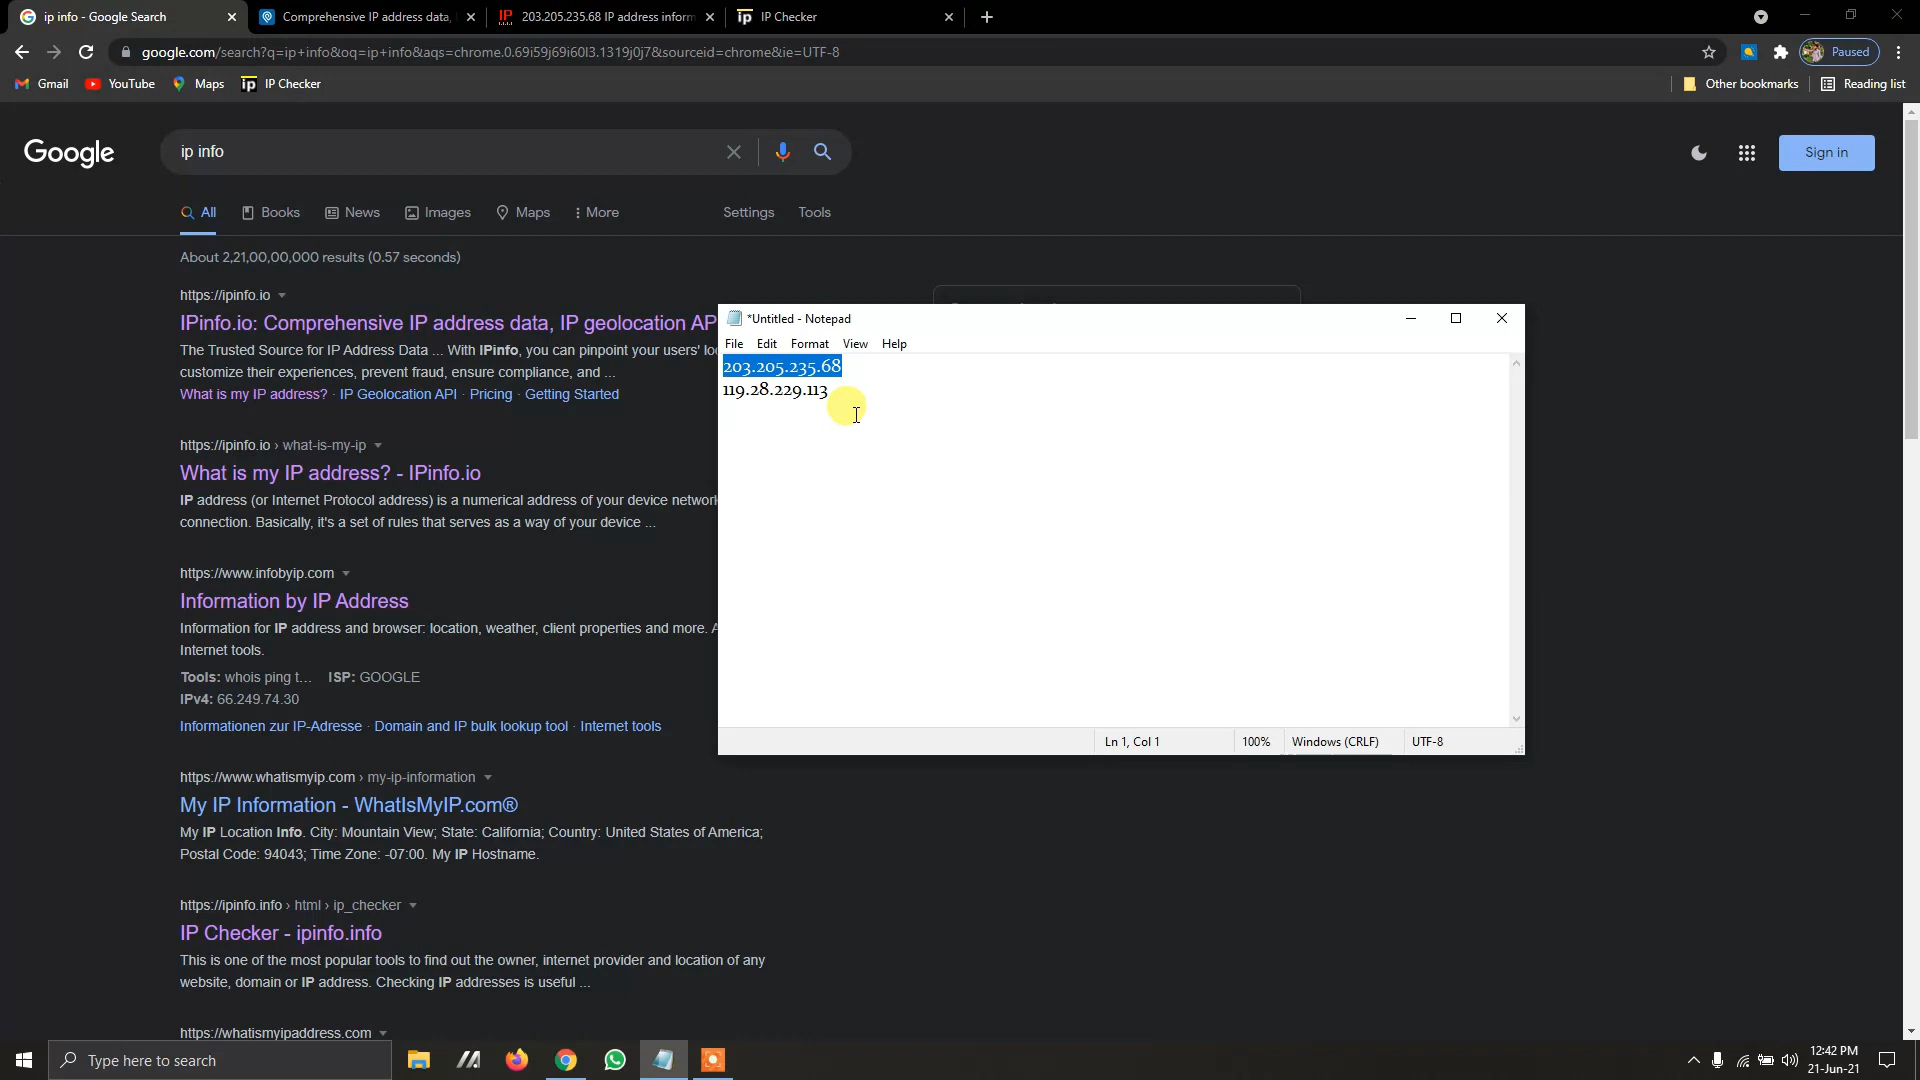 ip info - Google Search
Comprehensive IP address data,
IP 203.205.235.68 IP address inform
ip IP Checker
google.com/search?q=ip+info&oq=ip+info&aqs=chrome.0.69i59j69i60l3.1319j0j7&sourceid=chrome&ie=UTF-8
Paused
Gmail YouTube Maps ip IP Checker Other bookmarks Reading list
Google ip info Sign in
All Books News Images Maps More Settings Tools
About 2,21,00,00,000 results (0.57 seconds)
https://ipinfo.io
IPinfo.io: Comprehensive IP address data, IP geolocation AP
The Trusted Source for IP Address Data ... With IPinfo, you can pinpoint your users' lo
customize their experiences, prevent fraud, ensure compliance, and ...
What is my IP address? · IP Geolocation API · Pricing · Getting Started
https://ipinfo.io › what-is-my-ip
What is my IP address? - IPinfo.io
IP address (or Internet Protocol address) is a numerical address of your device network
connection. Basically, it's a set of rules that serves as a way of your device ...
https://www.infobyip.com
Information by IP Address
Information for IP address and browser: location, weather, client properties and more. A
Internet tools.
Tools: whois ping t... ISP: GOOGLE
IPv4: 66.249.74.30
Informationen zur IP-Adresse · Domain and IP bulk lookup tool · Internet tools
https://www.whatismyip.com › my-ip-information
My IP Information - WhatIsMyIP.com®
My IP Location Info. City: Mountain View; State: California; Country: United States of America;
Postal Code: 94043; Time Zone: -07:00. My IP Hostname.
https://ipinfo.info › html › ip_checker
IP Checker - ipinfo.info
This is one of the most popular tools to find out the owner, internet provider and location of any
website, domain or IP address. Checking IP addresses is useful ...
https://whatismyipaddress.com
*Untitled - Notepad
File Edit Format View Help
203.205.235.68
119.28.229.113
Ln 1, Col 1 100% Windows (CRLF) UTF-8
Type here to search
12:42 PM
21-Jun-21